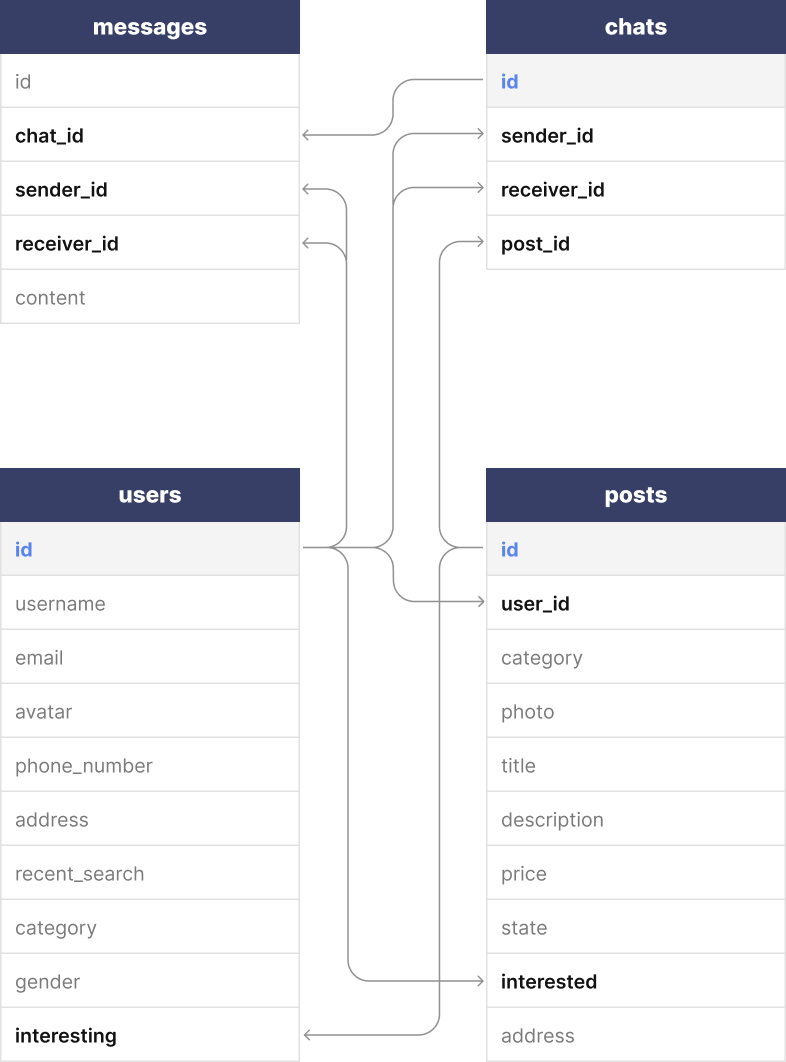 messages
id
chat_id
sender_id
receiver_id
content
chats
id
sender_id
receiver_id
post_id
users
id
username
email
avatar
phone_number
address
recent_search
category
gender
interesting
posts
id
user_id
category
photo
title
description
price
state
interested
address